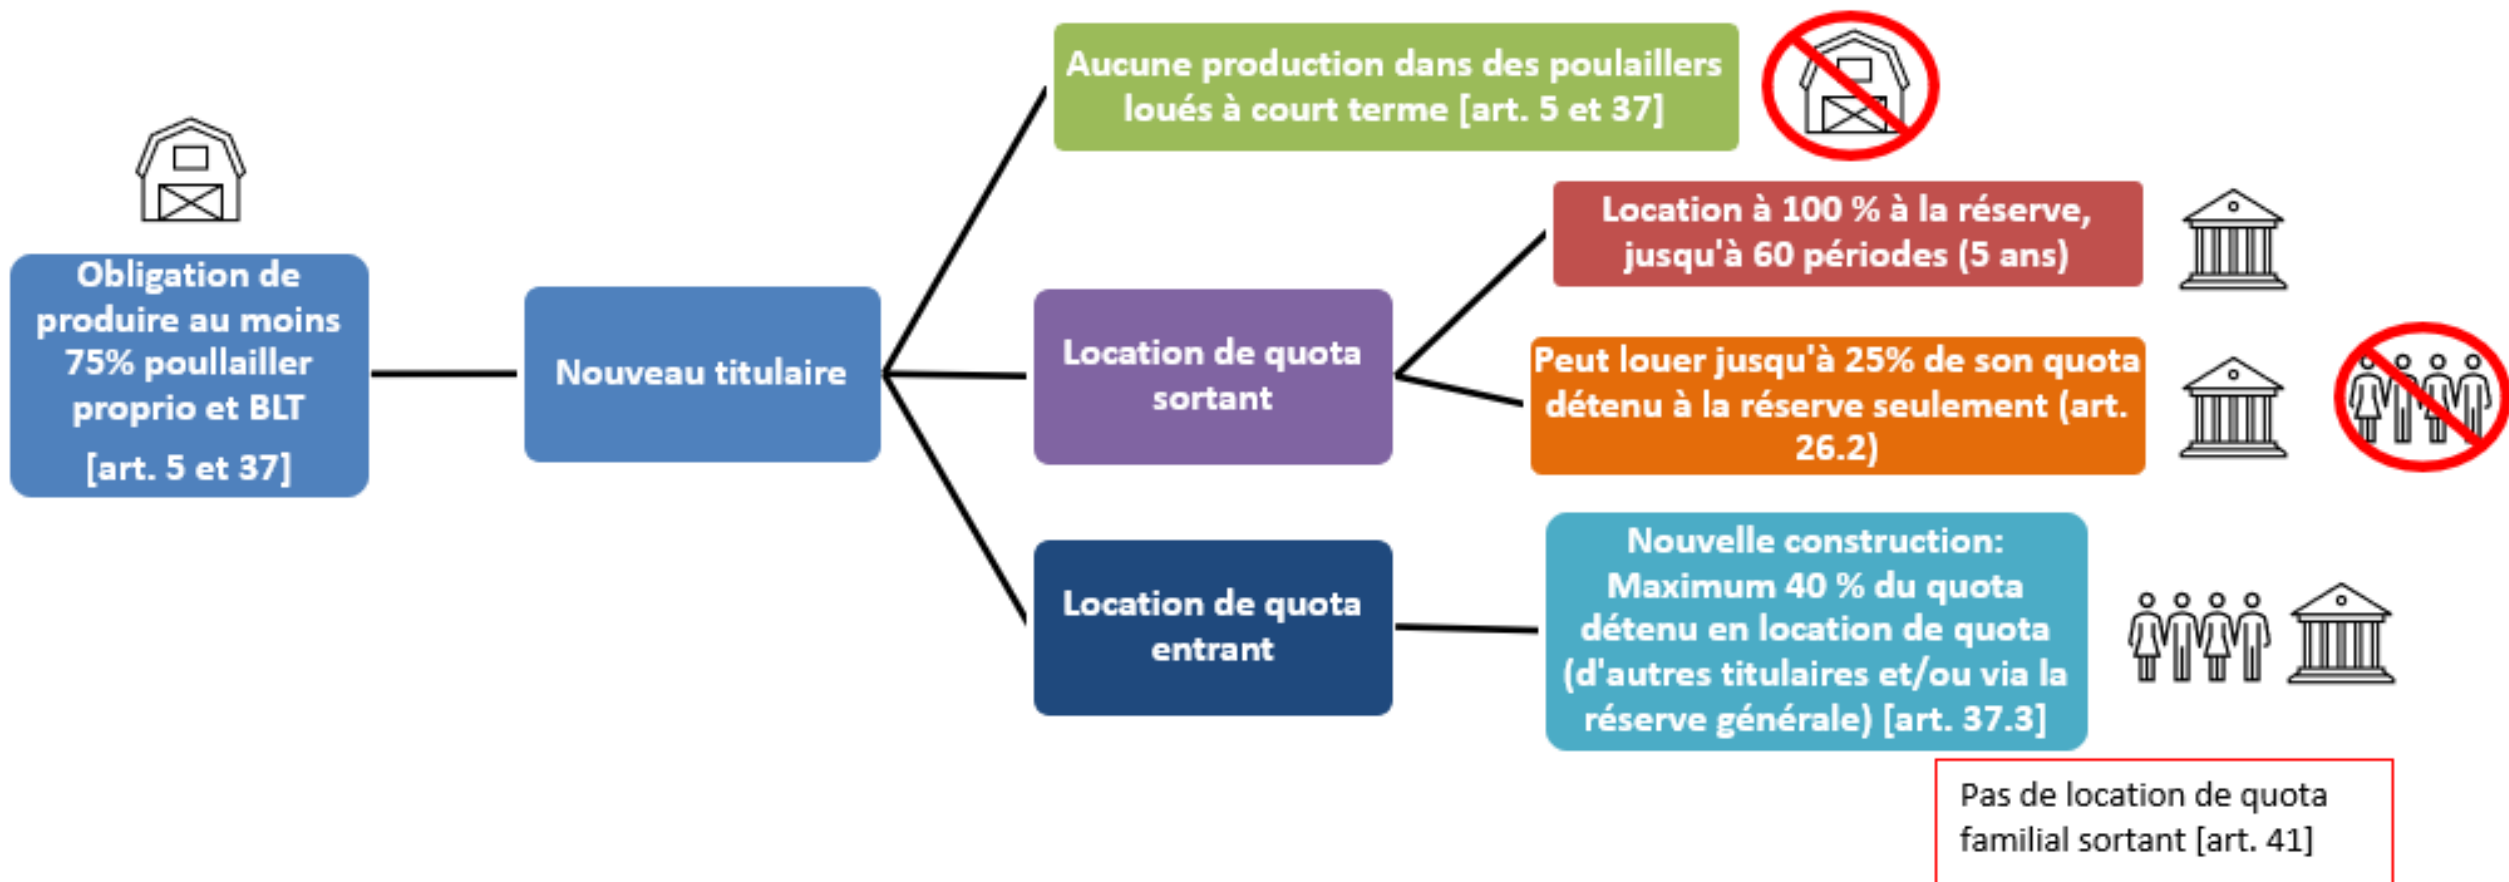 Obligation de
produire au moins
75% poullailler
proprio et BLT
[art. 5 et 37]
Nouveau titulaire
Aucune production dans des poulaillers
loués à court terme [art. 5 et 37]
Location de quota
sortant
Location à 100 % à la réserve,
jusqu'à 60 périodes (5 ans)
Peut louer jusqu'à 25% de son quota
détenu à la réserve seulement (art.
26.2)
Location de quota
entrant
Nouvelle construction:
Maximum 40 % du quota
détenu en location de quota
(d'autres titulaires et/ou via la
réserve générale) [art. 37.3]
Pas de location de quota
familial sortant [art. 41]